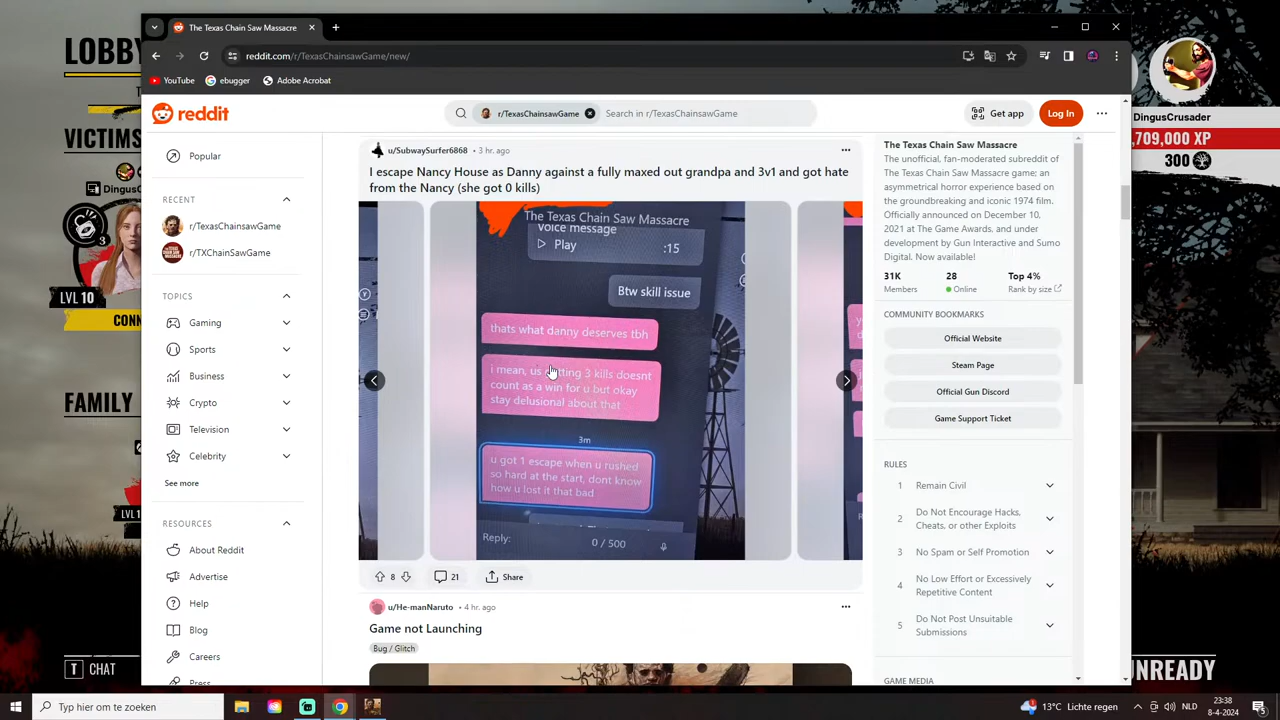 LOBBY
The Texas Chain Saw Massacre
reddit.com/r/TexasChainsawGame/new/
YouTube
ebugger
Adobe Acrobat
reddit
r/TexasChainsawGame
Search in r/TexasChainsawGame
Get app
Log In
Popular
RECENT
r/TexasChainsawGame
r/TXChainSawGame
TOPICS
Gaming
Sports
Business
Crypto
Television
Celebrity
See more
RESOURCES
About Reddit
Advertise
Help
Blog
Careers
Press
u/SubwaySurfer6868 • 3 hr. ago
I escape Nancy House as Danny against a fully maxed out grandpa and 3v1 and got hate
from Nancy (she got 0 kills)
The Texas Chain Saw Massacre
voice message
Play :15
Btw skill issue
thats what danny deserves tbh
i mean, us getting 3 kills doesnt
count as a win for u but okay
stay delusional about that
3m
u got 1 escape when u rushed
so hard at the start, dont know
how u lost it that bad
Reply:
0 / 500
8
21
Share
u/He-manNaruto • 4 hr. ago
Game not Launching
Bug / Glitch
The Texas Chain Saw Massacre
The unofficial, fan-moderated subreddit of
The Texas Chain Saw Massacre game; an
asymmetrical horror experience based on
the groundbreaking and iconic 1974 film.
Officially announced on December 10,
2021 at The Game Awards, and under
development by Gun Interactive and Sumo
Digital. Now available!
31K 28 Top 4%
Members Online Rank by size
COMMUNITY BOOKMARKS
Official Website
Steam Page
Official Gun Discord
Game Support Ticket
RULES
1 Remain Civil
2 Do Not Encourage Hacks,
Cheats, or other Exploits
3 No Spam or Self Promotion
4 No Low Effort or Excessively
Repetitive Content
5 Do Not Post Unsuitable
Submissions
GAME MEDIA
VICTIMS
DingusC
3
LVL 10
CONN
FAMILY
LVL 1
T CHAT
DingusCrusader
,709,000 XP
300
UNREADY
Typ hier om te zoeken
13°C Lichte regen
NLD
23:38
8-4-2024
5